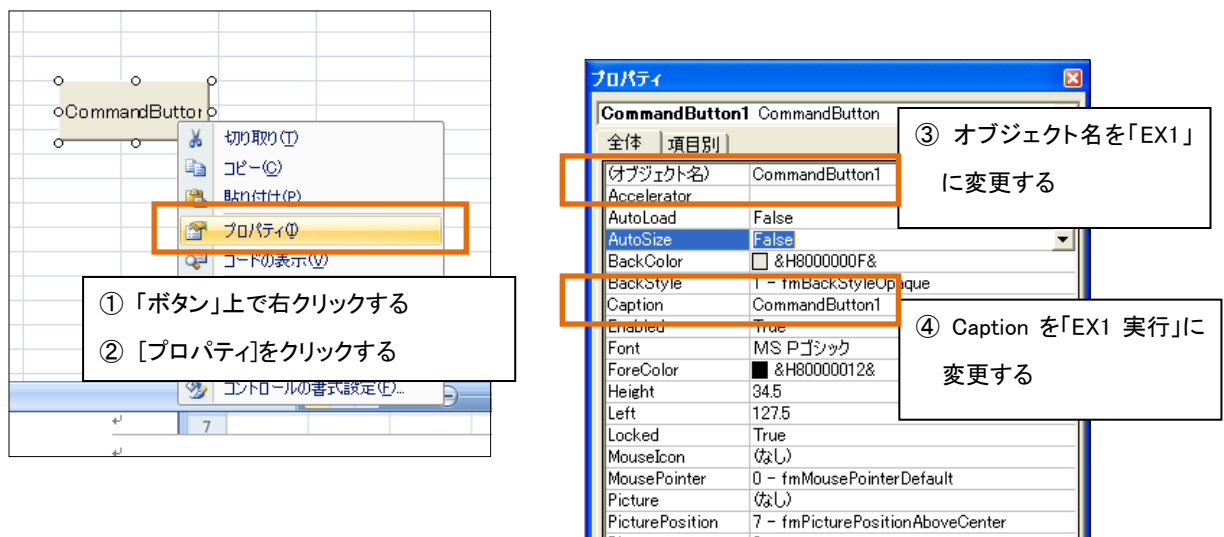 CommandButton
切り取り(T)
コピー(C)
貼り付け(P)
プロパティ(I)
コードの表示(V)
① 「ボタン」上で右クリックする
② [プロパティ]をクリックする
コントロールの書式設定(F)...
7
プロパティ
CommandButton1 CommandButton
全体 項目別
(オブジェクト名) CommandButton1
Accelerator
AutoLoad False
AutoSize False
BackColor &H8000000F&
BackStyle 1 - fmBackStyleOpaque
Caption CommandButton1
Enabled True
Font MS Pゴシック
ForeColor &H80000012&
Height 34.5
Left 127.5
Locked True
MouseIcon (なし)
MousePointer 0 - fmMousePointerDefault
Picture (なし)
PicturePosition 7 - fmPicturePositionAboveCenter
③ オブジェクト名を「EX1」
に変更する
④ Caption を「EX1 実行」に
変更する